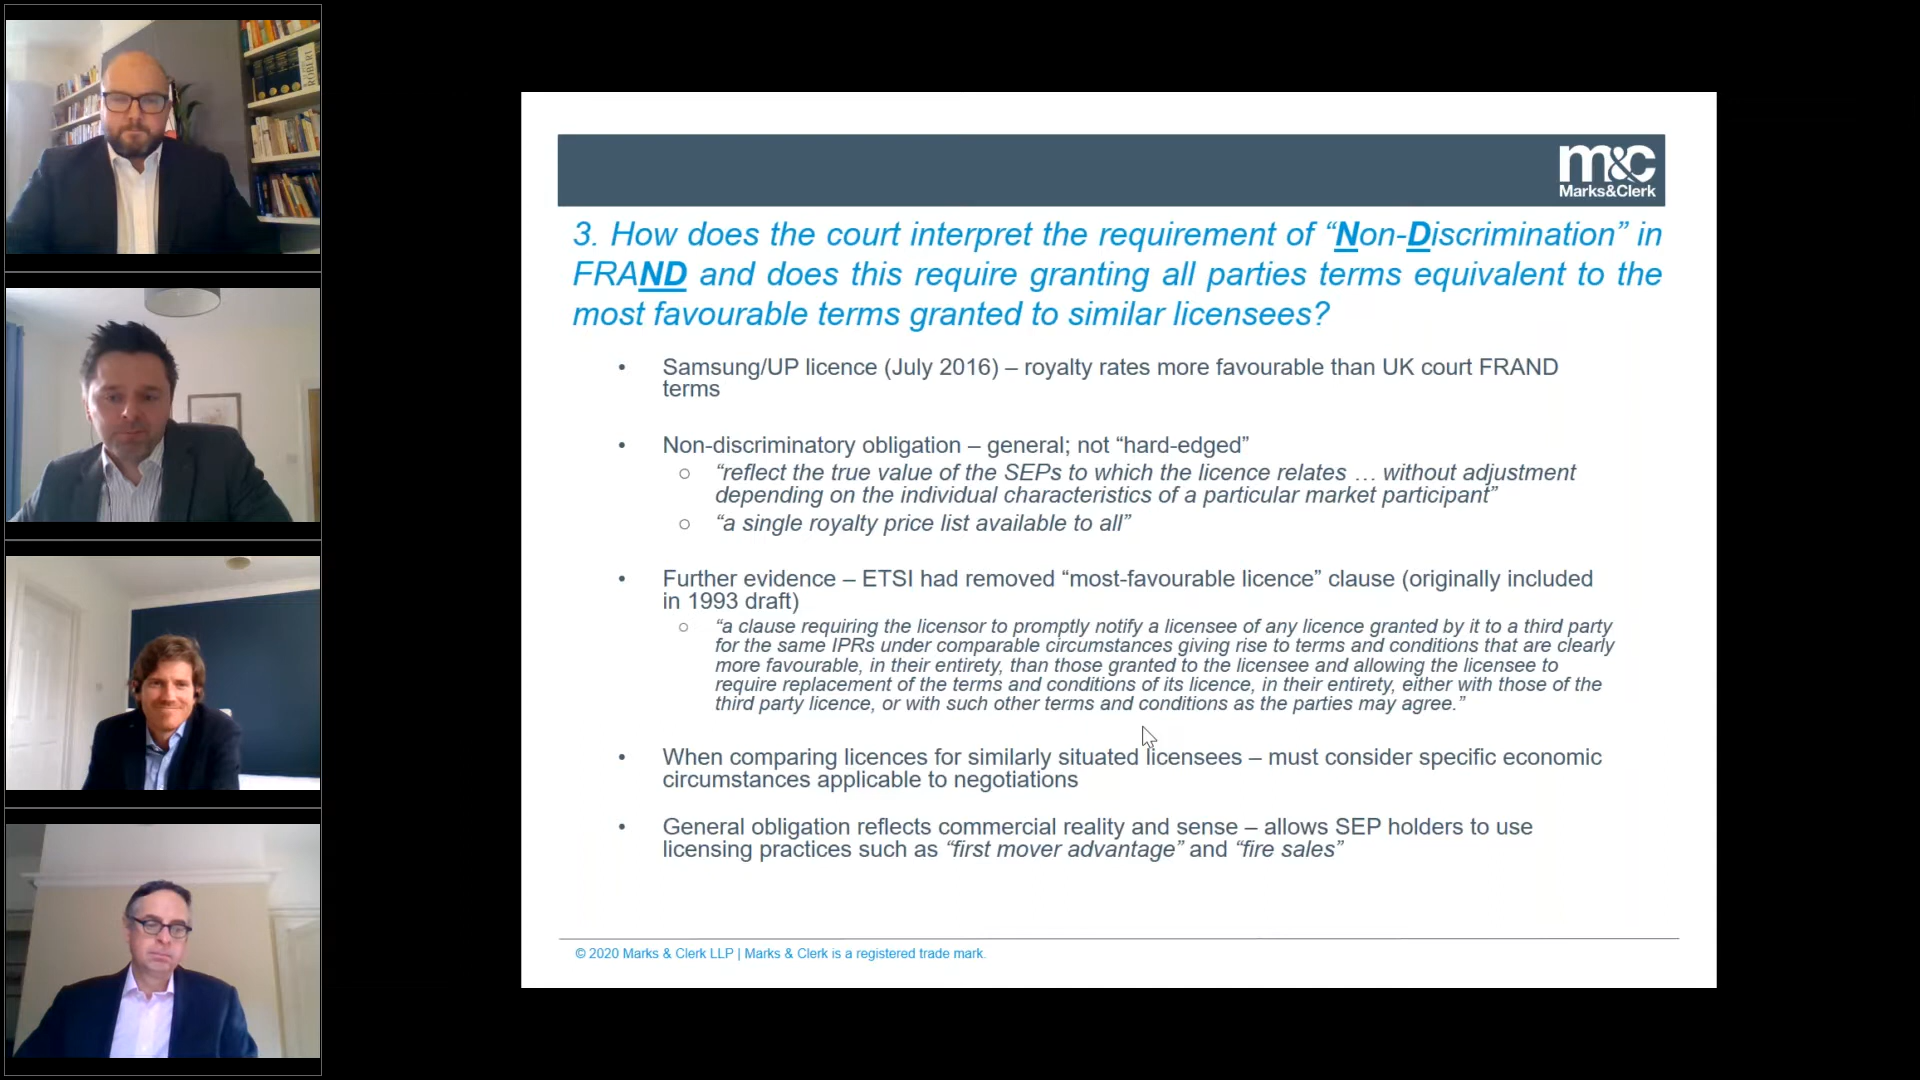 ROBERT
m&c
Marks&Clerk
3. How does the court interpret the requirement of “Non-Discrimination” in
FRAND and does this require granting all parties terms equivalent to the
most favourable terms granted to similar licensees?
• Samsung/UP licence (July 2016) – royalty rates more favourable than UK court FRAND
terms
• Non-discriminatory obligation – general; not “hard-edged”
○ “reflect the true value of the SEPs to which the licence relates … without adjustment
depending on the individual characteristics of a particular market participant”
○ “a single royalty price list available to all”
• Further evidence – ETSI had removed “most-favourable licence” clause (originally included
in 1993 draft)
○ “a clause requiring the licensor to promptly notify a licensee of any licence granted by it to a third party
for the same IPRs under comparable circumstances giving rise to terms and conditions that are clearly
more favourable, in their entirety, than those granted to the licensee and allowing the licensee to
require replacement of the terms and conditions of its licence, in their entirety, either with those of the
third party licence, or with such other terms and conditions as the parties may agree.”
• When comparing licences for similarly situated licensees – must consider specific economic
circumstances applicable to negotiations
• General obligation reflects commercial reality and sense – allows SEP holders to use
licensing practices such as “first mover advantage” and “fire sales”
© 2020 Marks & Clerk LLP | Marks & Clerk is a registered trade mark.